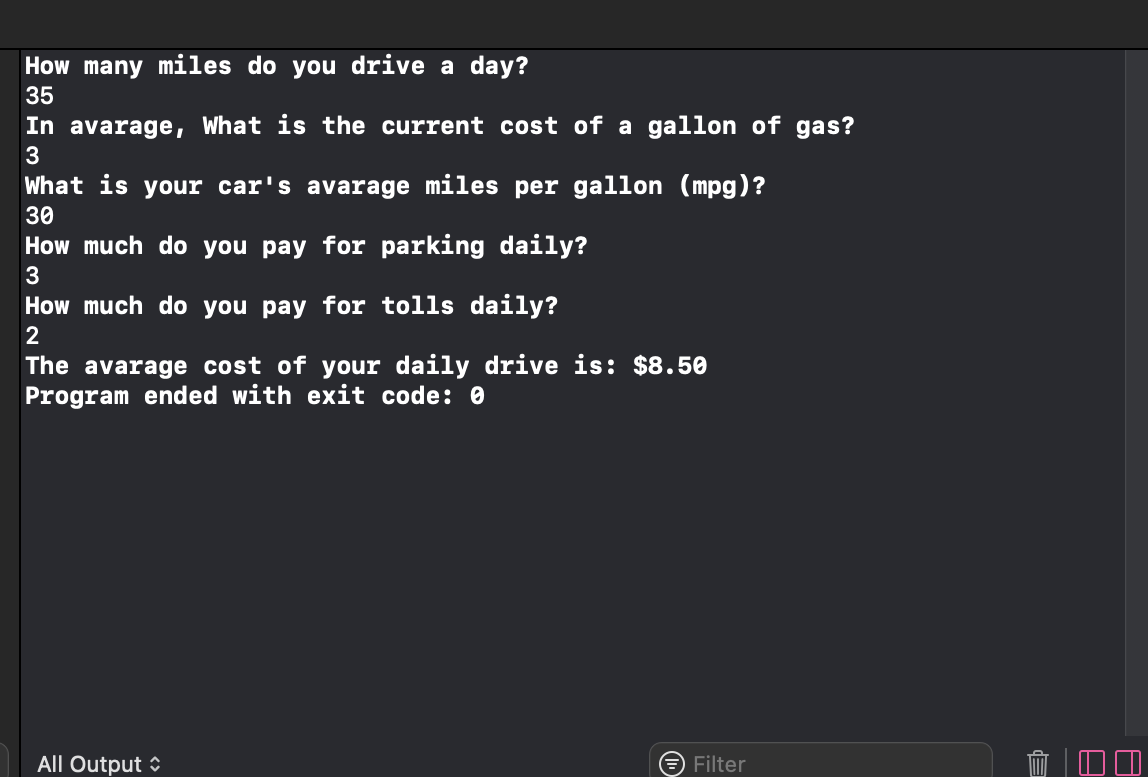 How many miles do you drive a day?
35
In avarage, What is the current cost of a gallon of gas?
3
What is your car's avarage miles per gallon (mpg)?
30
How much do you pay for parking daily?
3
How much do you pay for tolls daily?
2
The avarage cost of your daily drive is: $8.50
Program ended with exit code: 0
All Output
Filter